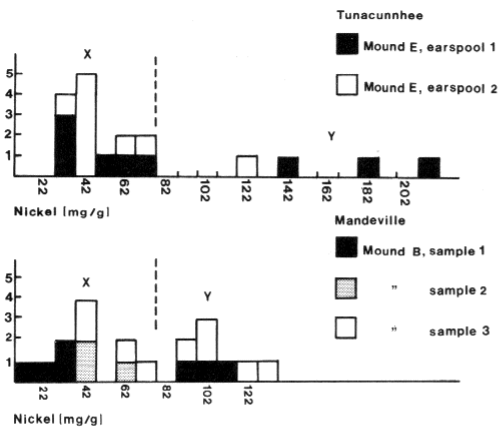 Tunacunnhee
Mound E, earspool 1
Mound E, earspool 2
X
Y
5
4
3
2
1
22 42 62 82 102 122 142 162 182 202
Nickel (mg/g)
Mandeville
Mound B, sample 1
" sample 2
" sample 3
X
Y
5
4
3
2
1
22 42 62 82 102 122
Nickel (mg/g)